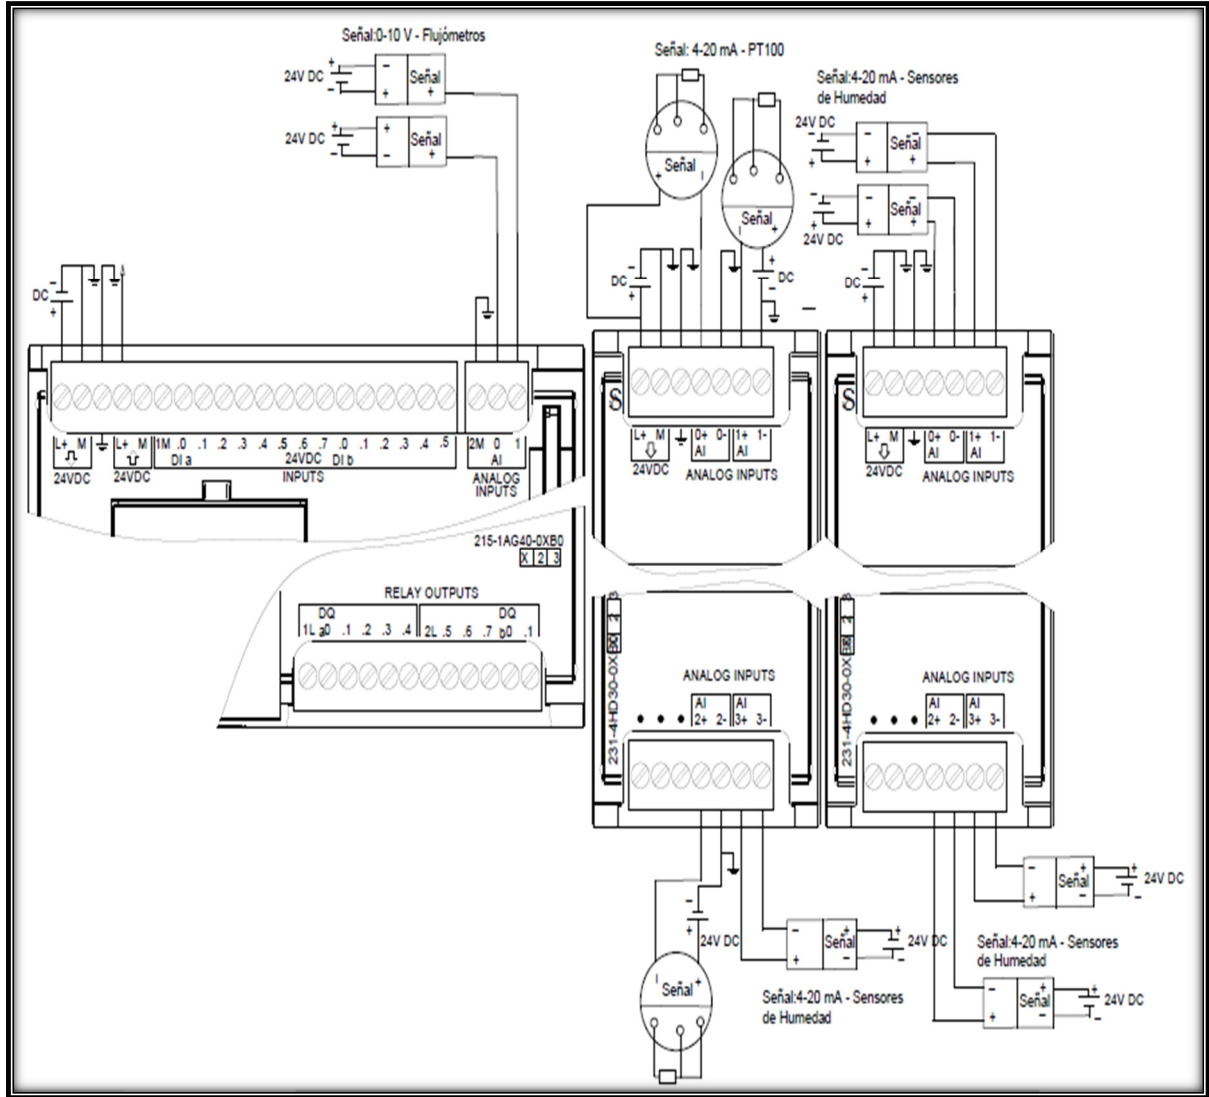 Señal:0-10 V - Flujómetros
+
24V DC
-
-
+
Señal
+
+
24V DC
-
+
-
Señal
+
Señal: 4-20 mA - PT100
Señal
+
-
Señal
-
+
Señal:4-20 mA - Sensores
de Humedad
24V DC
-
+
-
+
Señal
-
+
-
+
24V DC
-
+
Señal
-
+
-
DC
+
-
DC
+
+
DC
-
-
DC
+
L+ M
24VDC
L+ M
24VDC
1M .0 .1 .2 .3 .4 .5 .6 .7 .0 .1 .2 .3 .4 .5
DI a
24VDC
DI b
INPUTS
2M 0 1
AI
ANALOG
INPUTS
S
L+ M
24VDC
0+ 0-
AI
1+ 1-
AI
ANALOG INPUTS
S
L+ M
24VDC
0+ 0-
AI
1+ 1-
AI
ANALOG INPUTS
215-1AG40-0XB0
X 2 3
RELAY OUTPUTS
DQ
DQ
1L a0 .1 .2 .3 .4 2L .5 .6 .7 b0 .1
231-4HD30-0X
ANALOG INPUTS
AI
2+ 2-
AI
3+ 3-
231-4HD30-0X
ANALOG INPUTS
AI
2+ 2-
AI
3+ 3-
-
+
24V DC
Señal
+
-
+
Señal
+
-
+
-
24V DC
Señal:4-20 mA - Sensores
de Humedad
-
+
Señal
+
-
+
-
24V DC
Señal:4-20 mA - Sensores
de Humedad
-
+
Señal
+
-
+
-
24V DC